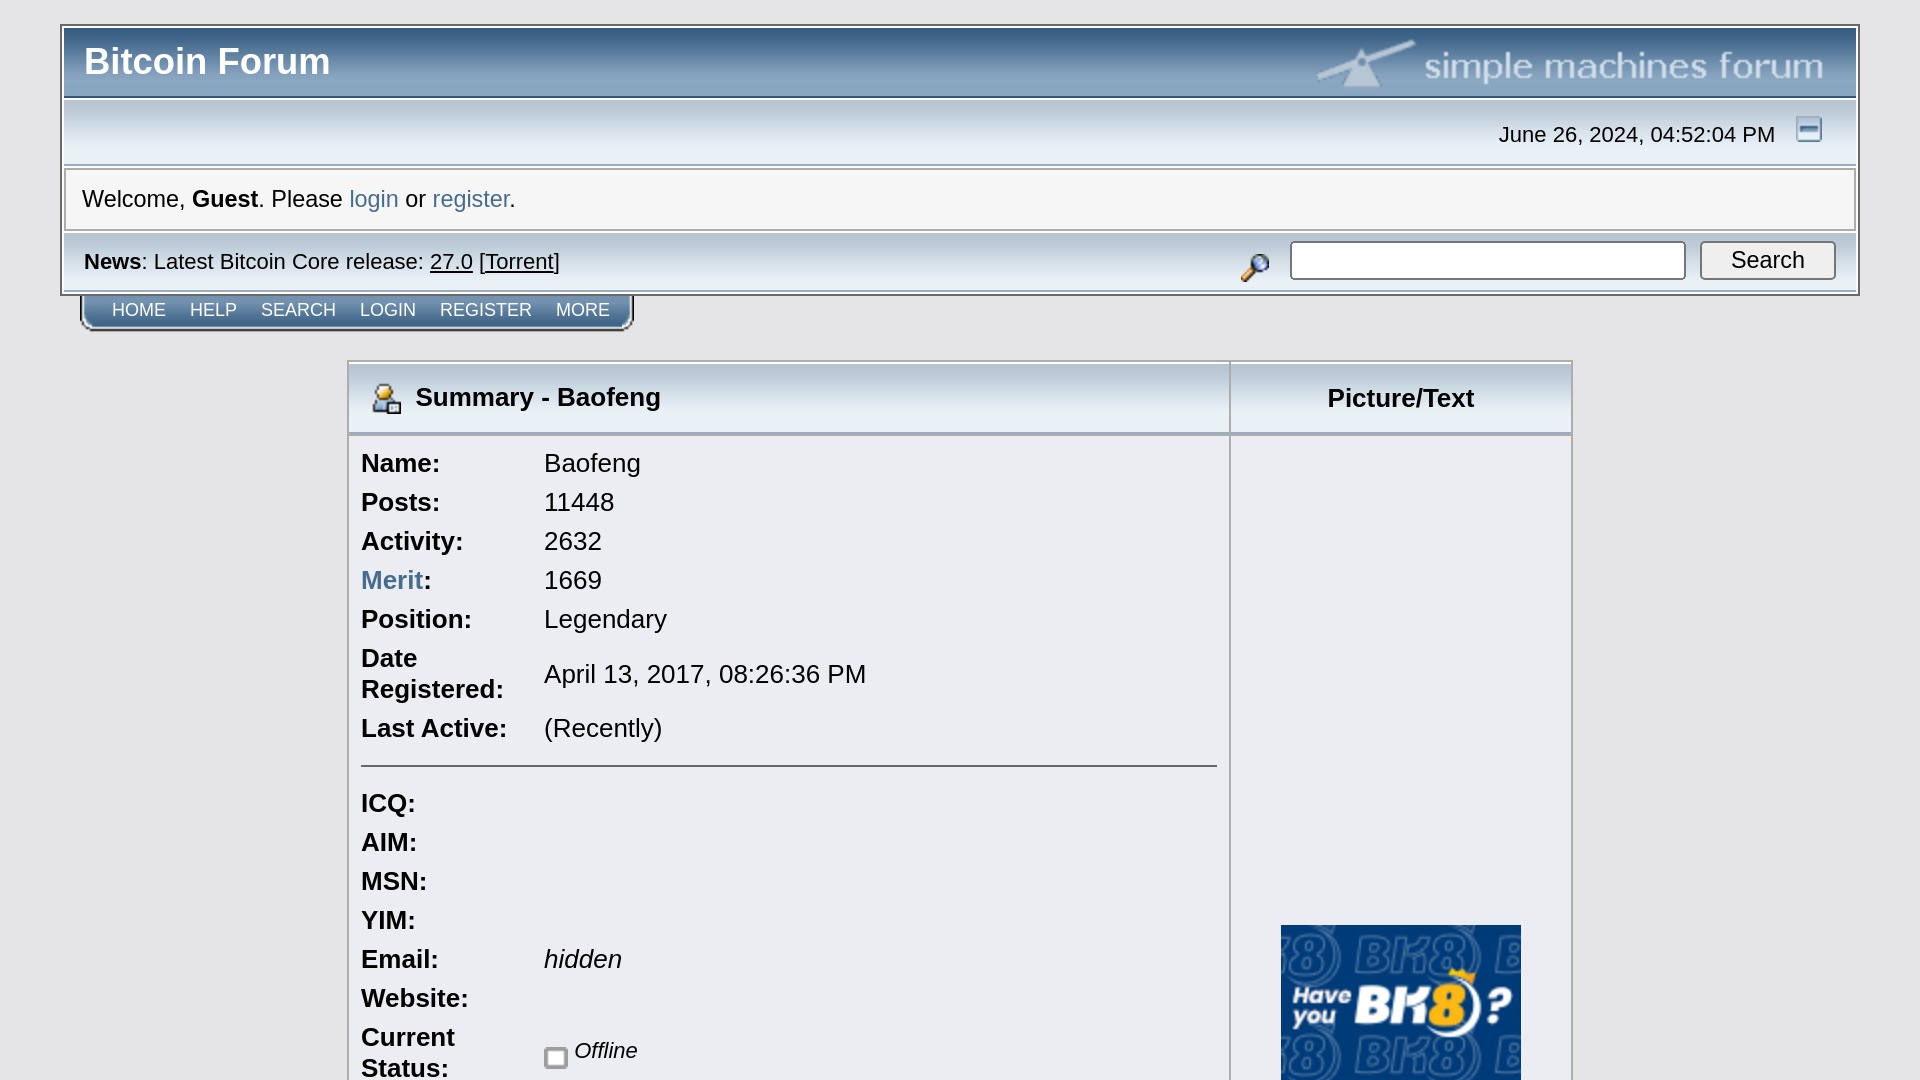 Bitcoin Forum
simple machines forum
June 26, 2024, 04:52:04 PM
Welcome, Guest. Please login or register.
News: Latest Bitcoin Core release: 27.0 [Torrent]
Search
HOME HELP SEARCH LOGIN REGISTER MORE
Summary - Baofeng
Picture/Text
Name: Baofeng
Posts: 11448
Activity: 2632
Merit: 1669
Position: Legendary
Date
Registered: April 13, 2017, 08:26:36 PM
Last Active: (Recently)
ICQ:
AIM:
MSN:
YIM:
Email: hidden
Website:
Current
Status: Offline
BK8
Have you BK8?
BK8